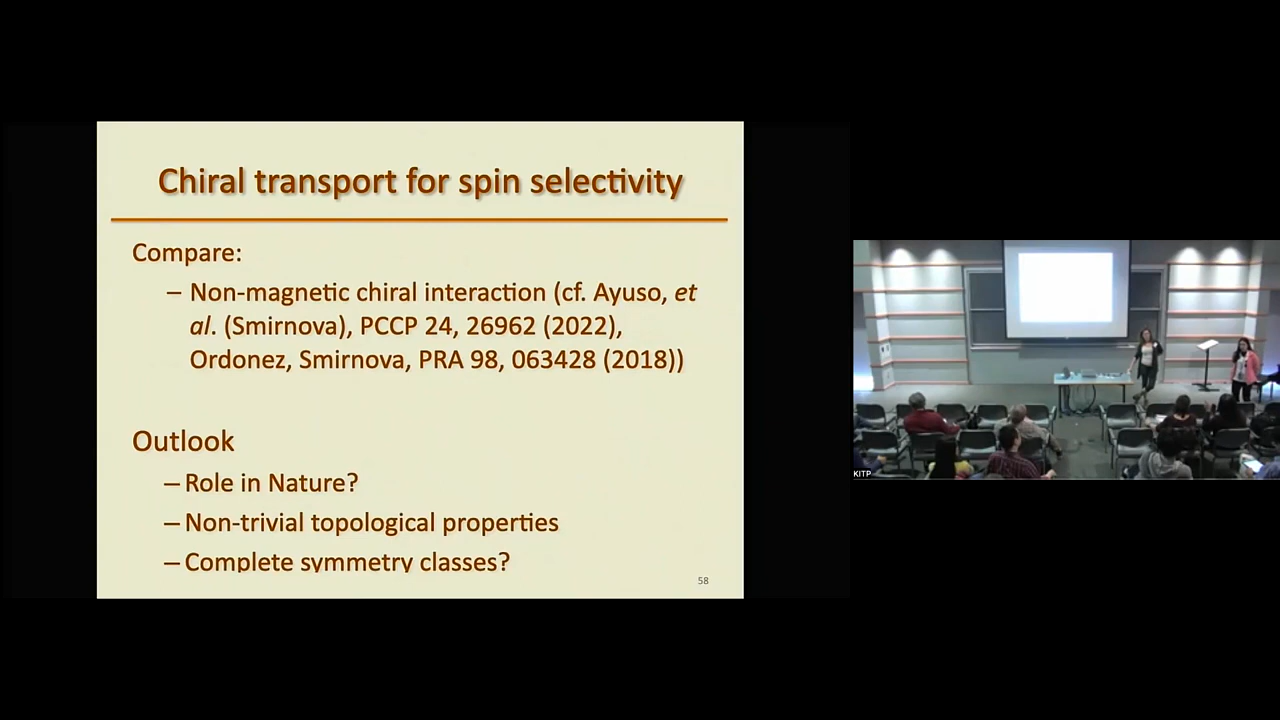 Chiral transport for spin selectivity
Compare:
– Non-magnetic chiral interaction (cf. Ayuso, et
al. (Smirnova), PCCP 24, 26962 (2022),
Ordonez, Smirnova, PRA 98, 063428 (2018))
Outlook
– Role in Nature?
– Non-trivial topological properties
– Complete symmetry classes?
58
KITP